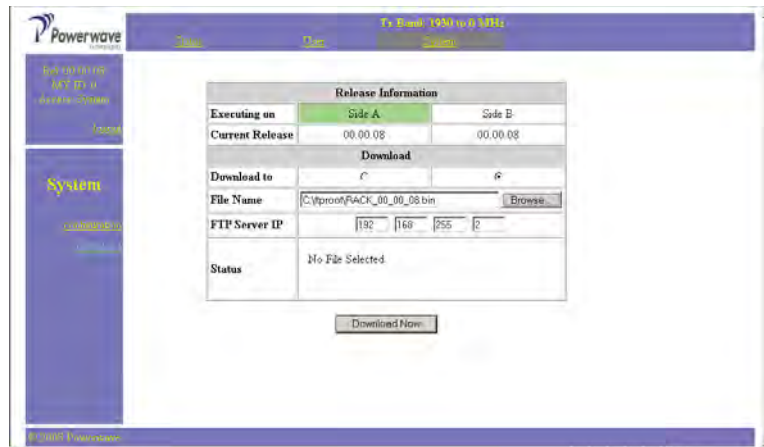 Powerwave
Tx Band: 1930 to 0 MHz
User
System
System
Release Information
Executing on Side A Side B
Current Release 00.00.08 00.00.08
Download
Download to
File Name C:\ftproot\RACK_00_00_08.bin Browse...
FTP Server IP 192 168 255 2
Status No File Selected
Download Now
© 2005 Powerwave